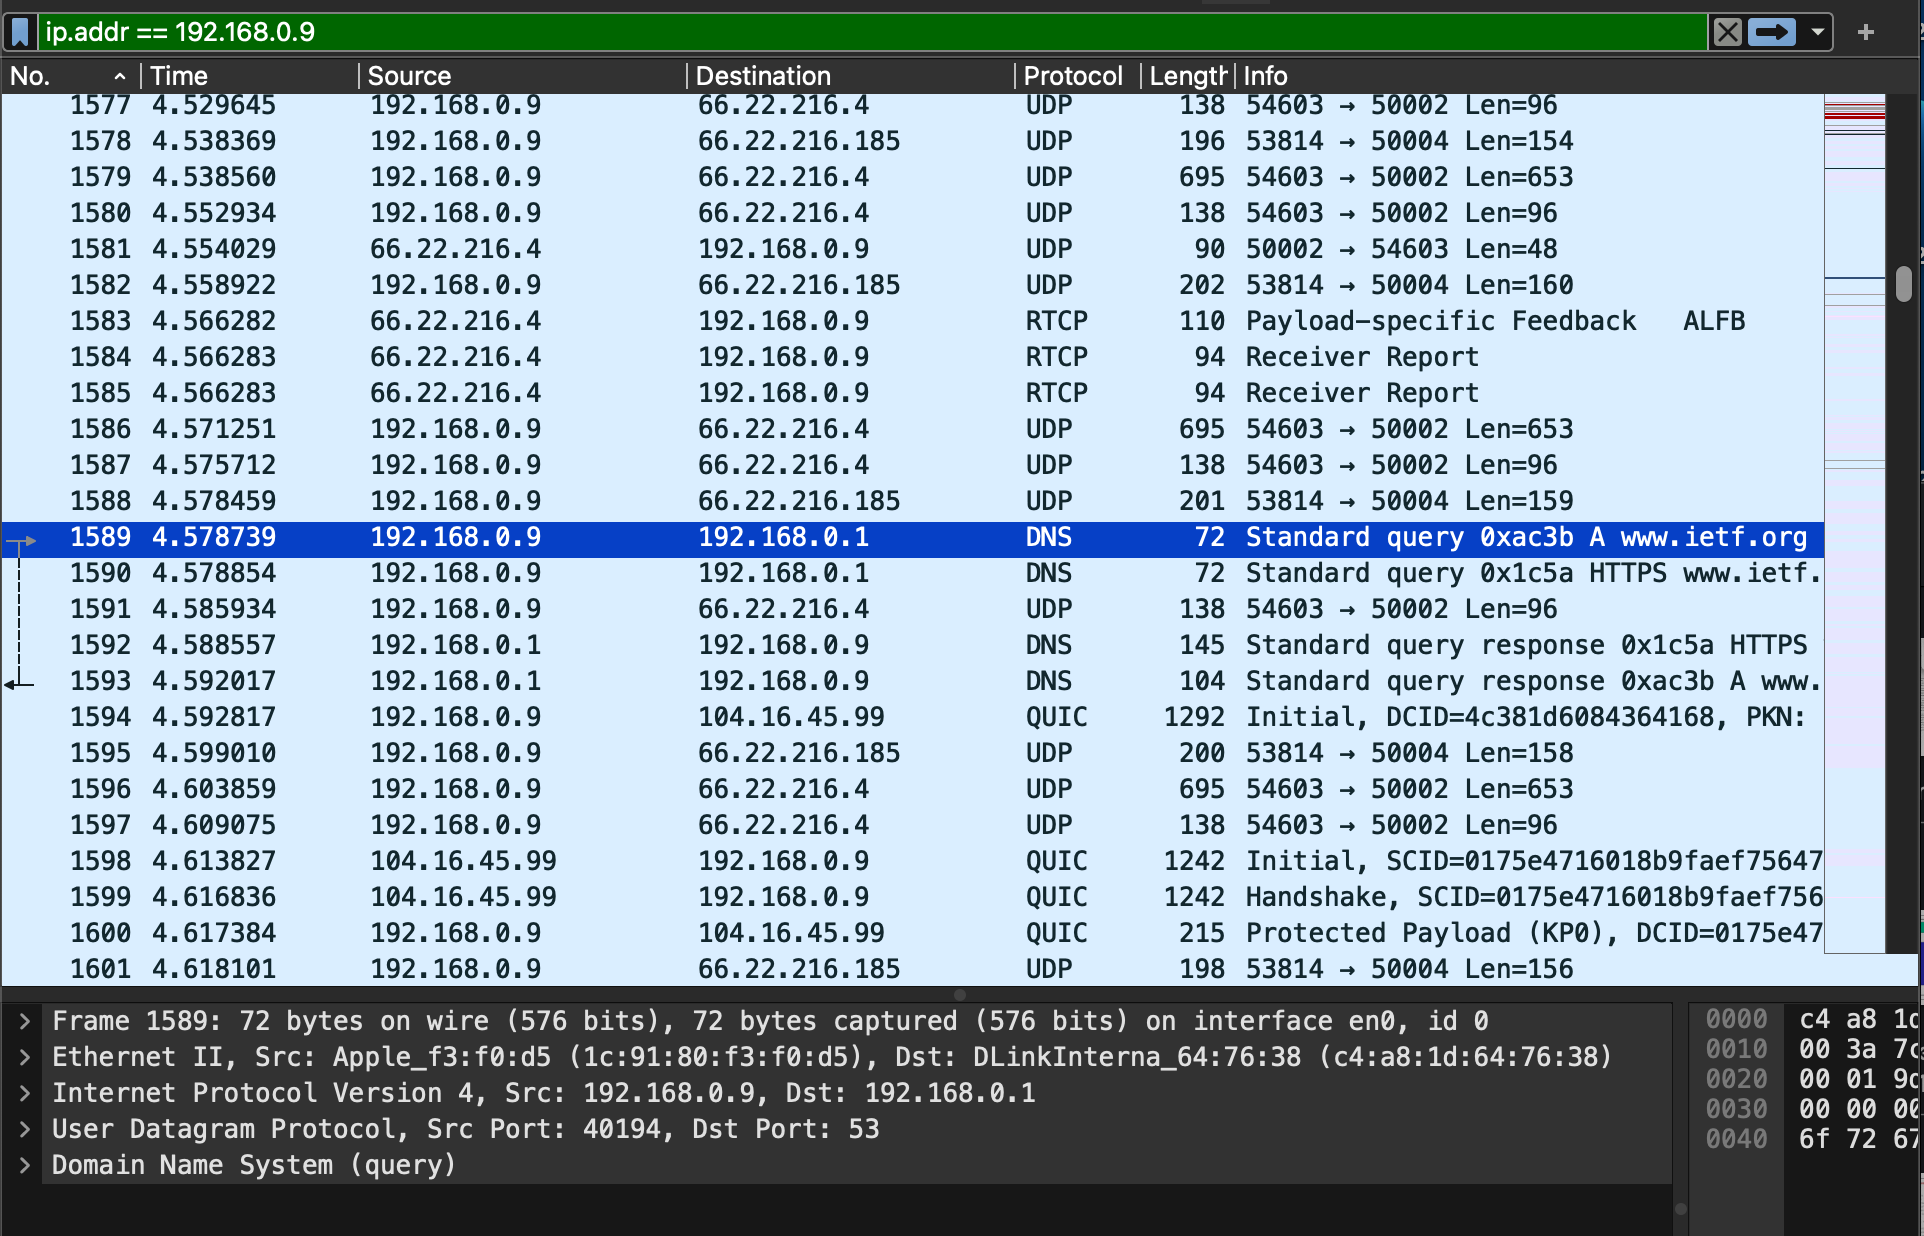 ip.addr == 192.168.0.9
No. Time Source Destination Protocol Length Info
1577 4.529645 192.168.0.9 66.22.216.4 UDP 138 54603 → 50002 Len=96
1578 4.538369 192.168.0.9 66.22.216.185 UDP 196 53814 → 50004 Len=154
1579 4.538560 192.168.0.9 66.22.216.4 UDP 695 54603 → 50002 Len=653
1580 4.552934 192.168.0.9 66.22.216.4 UDP 138 54603 → 50002 Len=96
1581 4.554029 66.22.216.4 192.168.0.9 UDP 90 50002 → 54603 Len=48
1582 4.558922 192.168.0.9 66.22.216.185 UDP 202 53814 → 50004 Len=160
1583 4.566282 66.22.216.4 192.168.0.9 RTCP 110 Payload-specific Feedback ALFB
1584 4.566283 66.22.216.4 192.168.0.9 RTCP 94 Receiver Report
1585 4.566283 66.22.216.4 192.168.0.9 RTCP 94 Receiver Report
1586 4.571251 192.168.0.9 66.22.216.4 UDP 695 54603 → 50002 Len=653
1587 4.575712 192.168.0.9 66.22.216.4 UDP 138 54603 → 50002 Len=96
1588 4.578459 192.168.0.9 66.22.216.185 UDP 201 53814 → 50004 Len=159
1589 4.578739 192.168.0.9 192.168.0.1 DNS 72 Standard query 0xac3b A www.ietf.org
1590 4.578854 192.168.0.9 192.168.0.1 DNS 72 Standard query 0x1c5a HTTPS www.ietf.
1591 4.585934 192.168.0.9 66.22.216.4 UDP 138 54603 → 50002 Len=96
1592 4.588557 192.168.0.1 192.168.0.9 DNS 145 Standard query response 0x1c5a HTTPS
1593 4.592017 192.168.0.1 192.168.0.9 DNS 104 Standard query response 0xac3b A www.
1594 4.592817 192.168.0.9 104.16.45.99 QUIC 1292 Initial, DCID=4c381d6084364168, PKN:
1595 4.599010 192.168.0.9 66.22.216.185 UDP 200 53814 → 50004 Len=158
1596 4.603859 192.168.0.9 66.22.216.4 UDP 695 54603 → 50002 Len=653
1597 4.609075 192.168.0.9 66.22.216.4 UDP 138 54603 → 50002 Len=96
1598 4.613827 104.16.45.99 192.168.0.9 QUIC 1242 Initial, SCID=0175e4716018b9faef75647
1599 4.616836 104.16.45.99 192.168.0.9 QUIC 1242 Handshake, SCID=0175e4716018b9faef756
1600 4.617384 192.168.0.9 104.16.45.99 QUIC 215 Protected Payload (KP0), DCID=0175e47
1601 4.618101 192.168.0.9 66.22.216.185 UDP 198 53814 → 50004 Len=156
Frame 1589: 72 bytes on wire (576 bits), 72 bytes captured (576 bits) on interface en0, id 0
Ethernet II, Src: Apple_f3:f0:d5 (1c:91:80:f3:f0:d5), Dst: DLinkInterna_64:76:38 (c4:a8:1d:64:76:38)
Internet Protocol Version 4, Src: 192.168.0.9, Dst: 192.168.0.1
User Datagram Protocol, Src Port: 40194, Dst Port: 53
Domain Name System (query)
0000 c4 a8
0010 00 3a
0020 00 01
0030 00 00
0040 6f 72 67